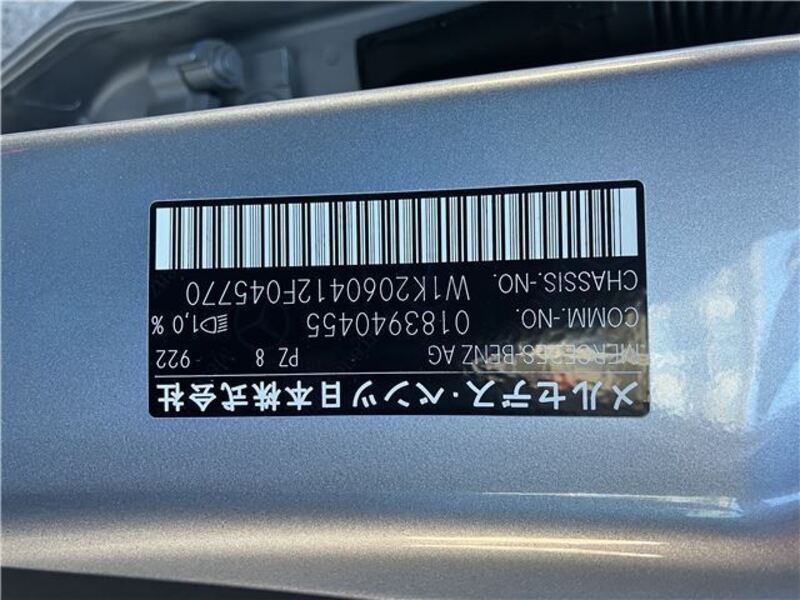 メルセデス・ベンツ日本株式会社
MERCEDES-BENZ AG PZ 8 922
COMM.-NO. 0183940455 1,0 %
CHASSIS.-NO. W1K2060412F045770